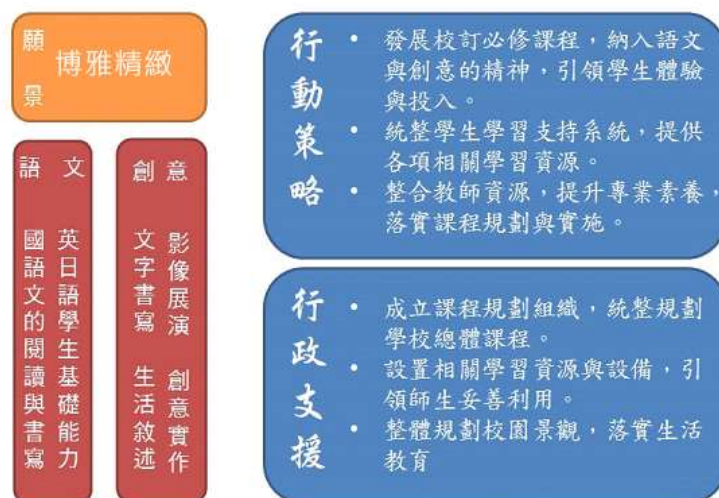 願景
博雅精緻
語文
國語文的閱讀與書寫
英日語學生基礎能力
創意
文字書寫 生活敘述
影像展演 創意實作
行動策略
• 發展校訂必修課程，納入語文
與創意的精神，引領學生體驗
與投入。
• 統整學生學習支持系統，提供
各項相關學習資源。
• 整合教師資源，提升專業素養，
落實課程規劃與實施。
行政支援
• 成立課程規劃組織，統整規劃
學校總體課程。
• 設置相關學習資源與設備，引
領師生妥善利用。
• 整體規劃校園景觀，落實生活
教育